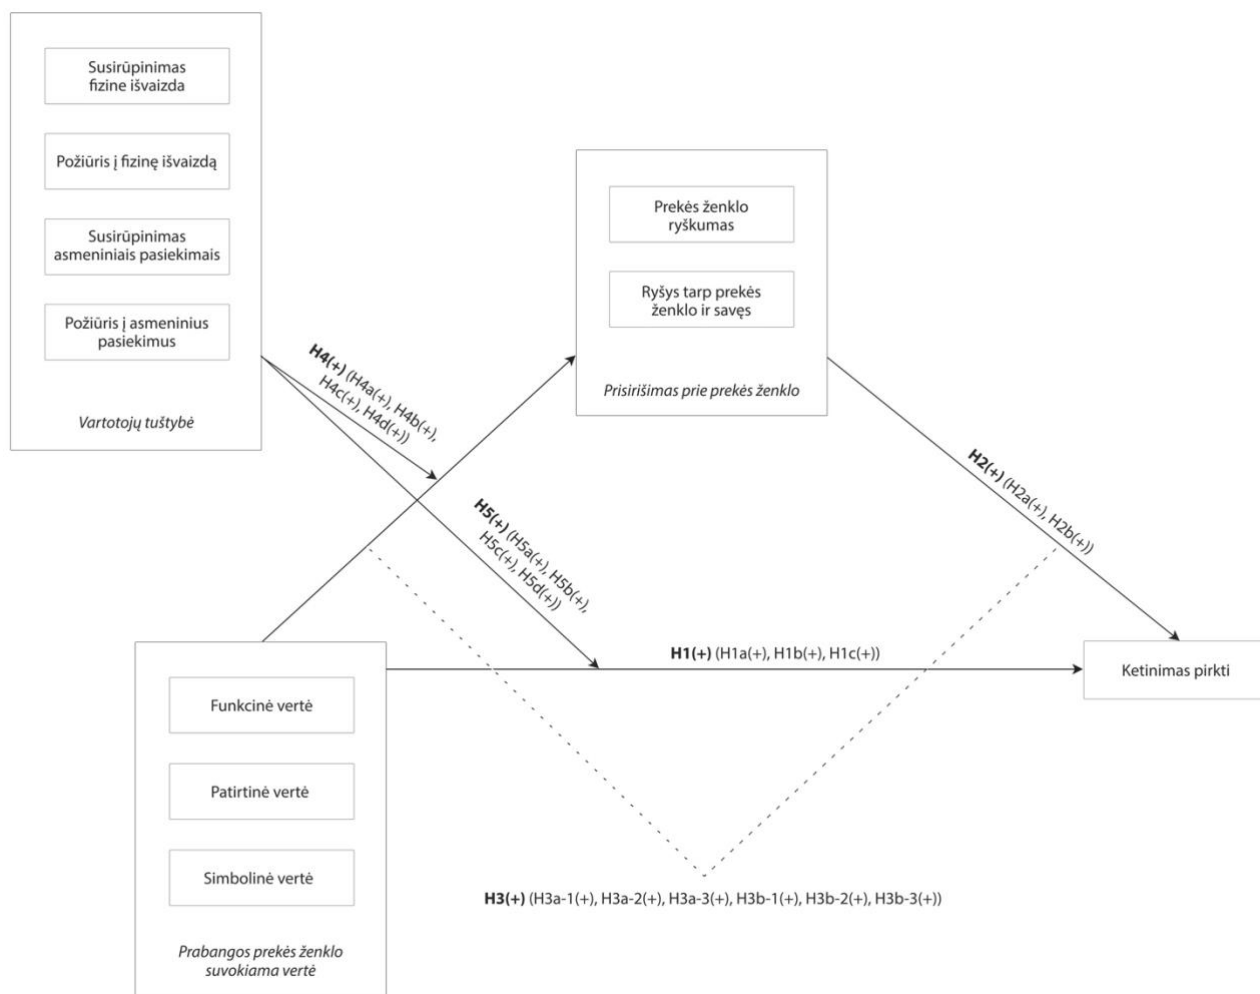 Susirūpinimas
fizine išvaizda
Požiūris į fizinę išvaizdą
Susirūpinimas
asmeniniais pasiekimais
Požiūris į asmeninius
pasiekimus
Vartotojų tuštybė
Prekės ženklo
ryškumas
Ryšys tarp prekės
ženklo ir savęs
Prisirišimas prie prekės ženklo
H4(+) (H4a(+), H4b(+),
H4c(+), H4d(+))
H5(+) (H5a(+), H5b(+),
H5c(+), H5d(+))
H2(+) (H2a(+), H2b(+))
H1(+) (H1a(+), H1b(+), H1c(+))
Ketinimas pirkti
Funkcinė vertė
Patirtinė vertė
Simbolinė vertė
Prabangos prekės ženklo
suvokiama vertė
H3(+) (H3a-1(+), H3a-2(+), H3a-3(+), H3b-1(+), H3b-2(+), H3b-3(+))